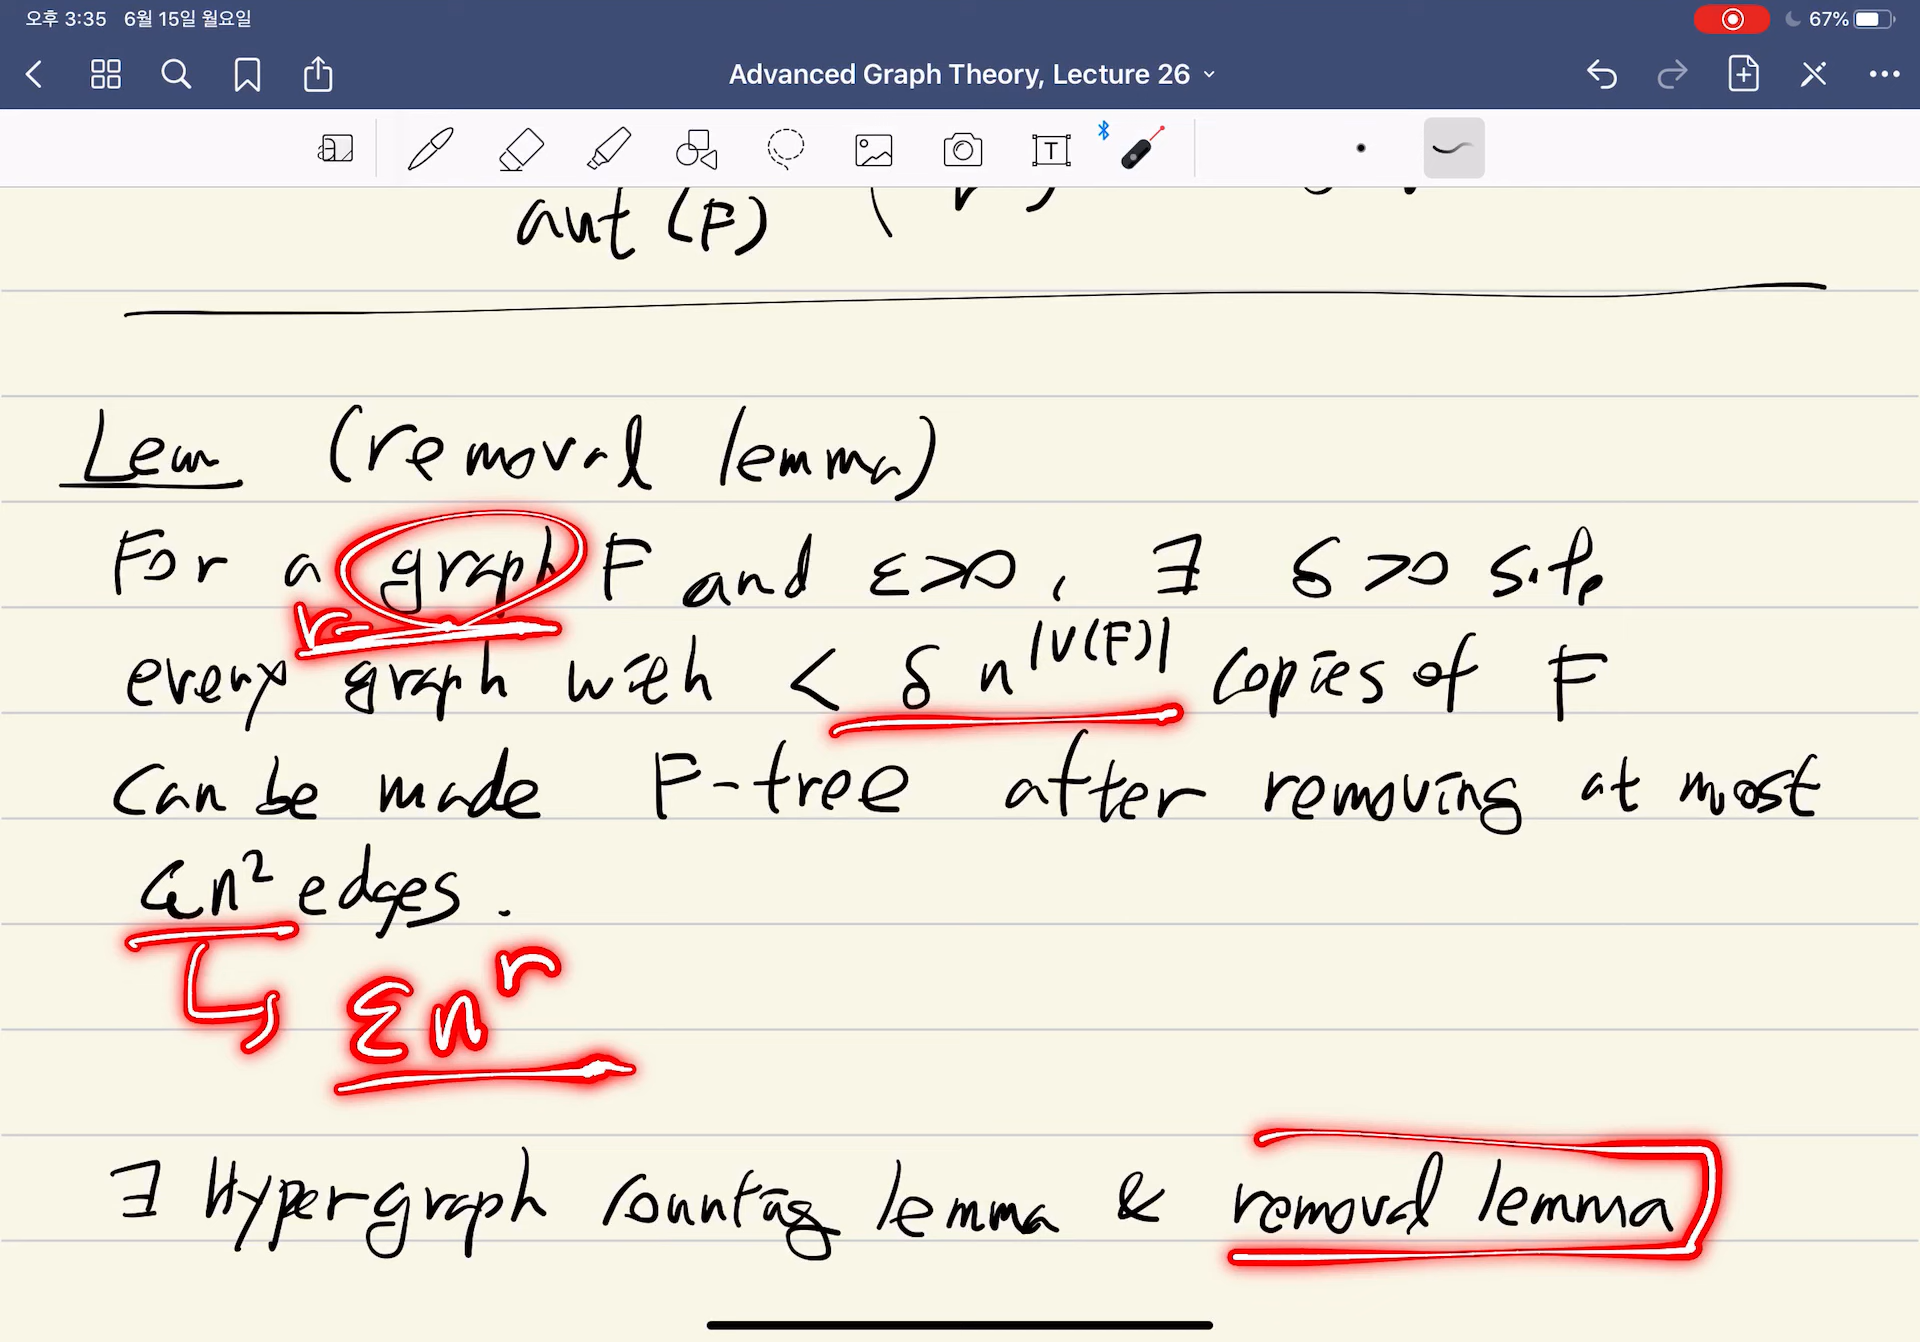 오후 3:35 6월 15일 월요일 67%
Advanced Graph Theory, Lecture 26
aut (F)
Lem (removal lemma)
For a graph F and ε>0, ∃ δ>0 s.t.
r-
every graph with < δ n^|V(F)| copies of F
can be made F-free after removing at most
εn² edges.
↳ εn^r
∃ Hypergraph counting lemma & removal lemma